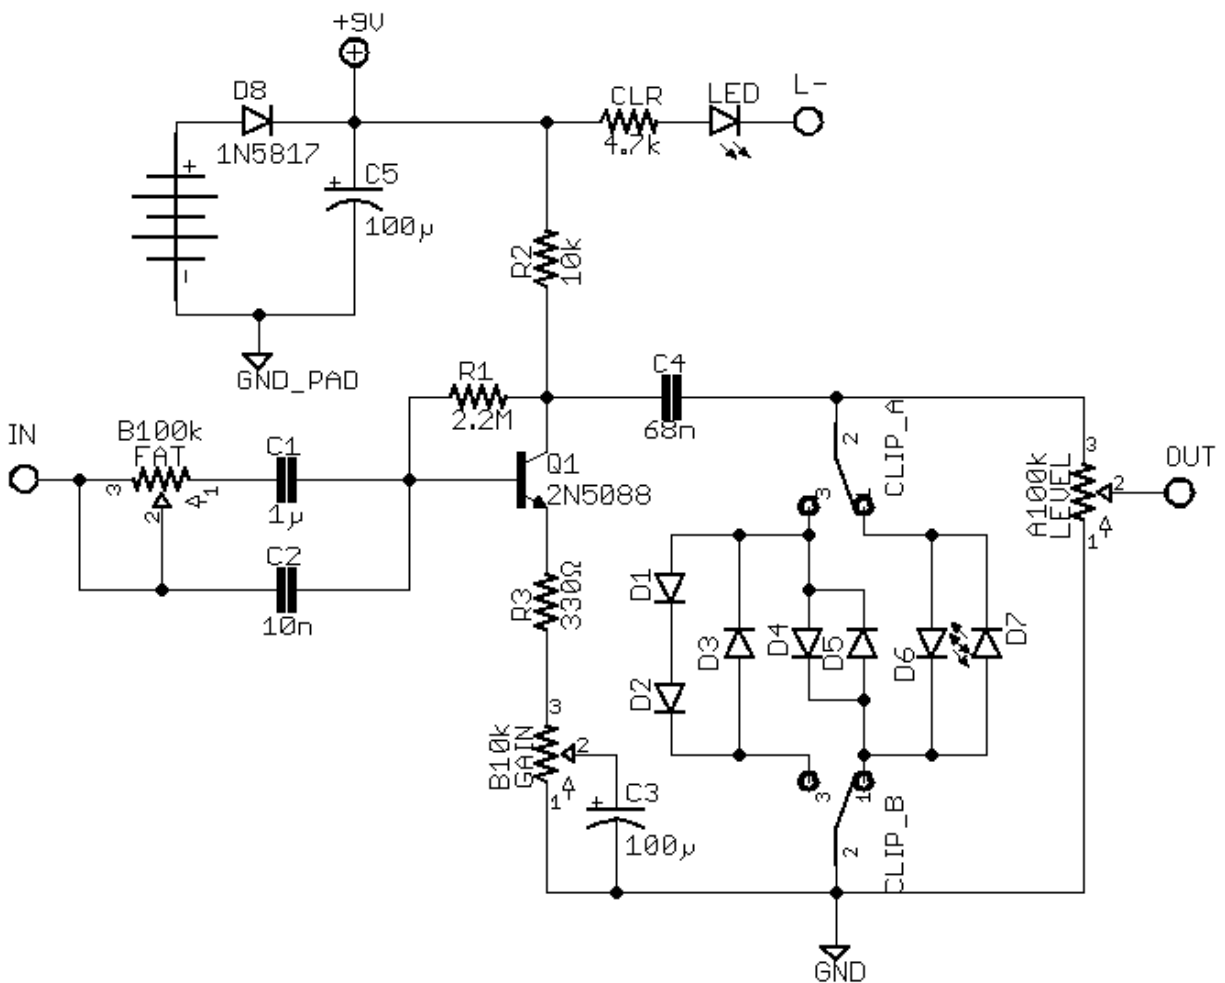 +9V
D8
1N5817
+
-
+
C5
100µ
GND_PAD
CLR
4.7k
LED
L-
R2
10k
R1
2.2M
C4
68n
IN
B100k
FAT
3
2
1
C1
1µ
C2
10n
Q1
2N5088
R3
330Ω
3
B10k
GAIN
2
1
+
C3
100µ
2
CLIP_A
3
1
D1
D2
D3
D4
D5
D6
D7
3
1
2
CLIP_B
GND
3
A100k
LEVEL
2
1
OUT